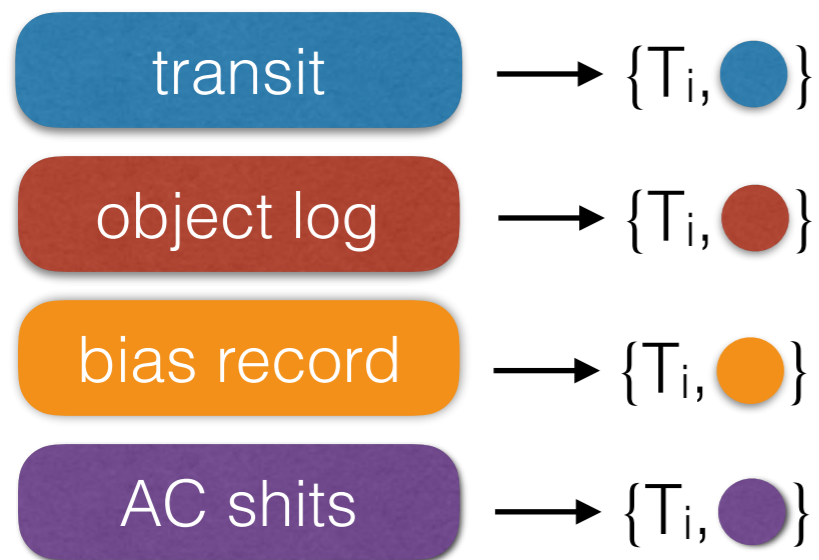 transit {Tᵢ, }
object log {Tᵢ, }
bias record {Tᵢ, }
AC shits {Tᵢ, }